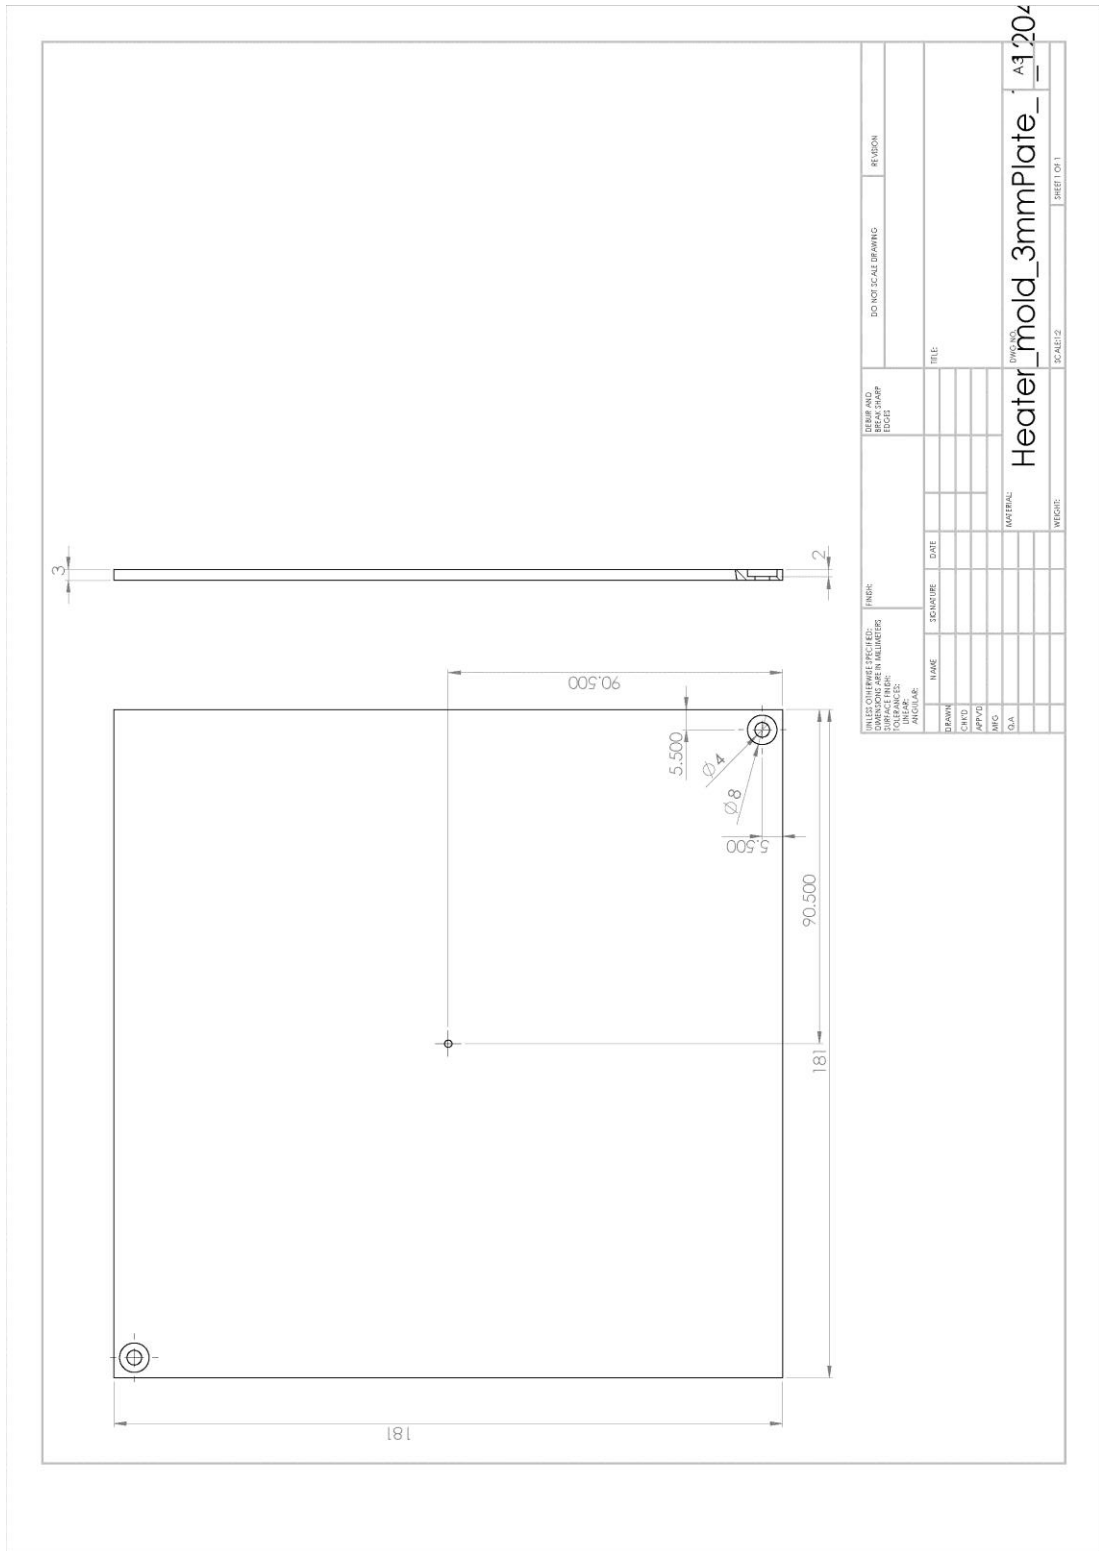 3
2
90.500
5.500
Ø4
Ø8
5.500
90.500
181
181
UNLESS OTHERWISE SPECIFIED:
DIMENSIONS ARE IN MILLIMETERS
SURFACE FINISH:
TOLERANCES:
LINEAR:
ANGULAR:
FINISH:
DEBUR AND
BREAK SHARP
EDGES
DO NOT SCALE DRAWING
REVISION
NAME
SIGNATURE
DATE
DRAWN
CHK'D
APPV'D
MFG
Q.A
TITLE:
MATERIAL:
DWG NO.
Heater_mold_3mmPlate_
_1204
A3
WEIGHT:
SCALE:1:2
SHEET 1 OF 1